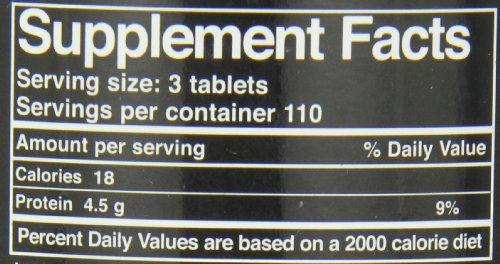 Supplement Facts
Serving size: 3 tablets
Servings per container 110
Amount per serving % Daily Value
Calories 18
Protein 4.5 g 9%
Percent Daily Values are based on a 2000 calorie diet